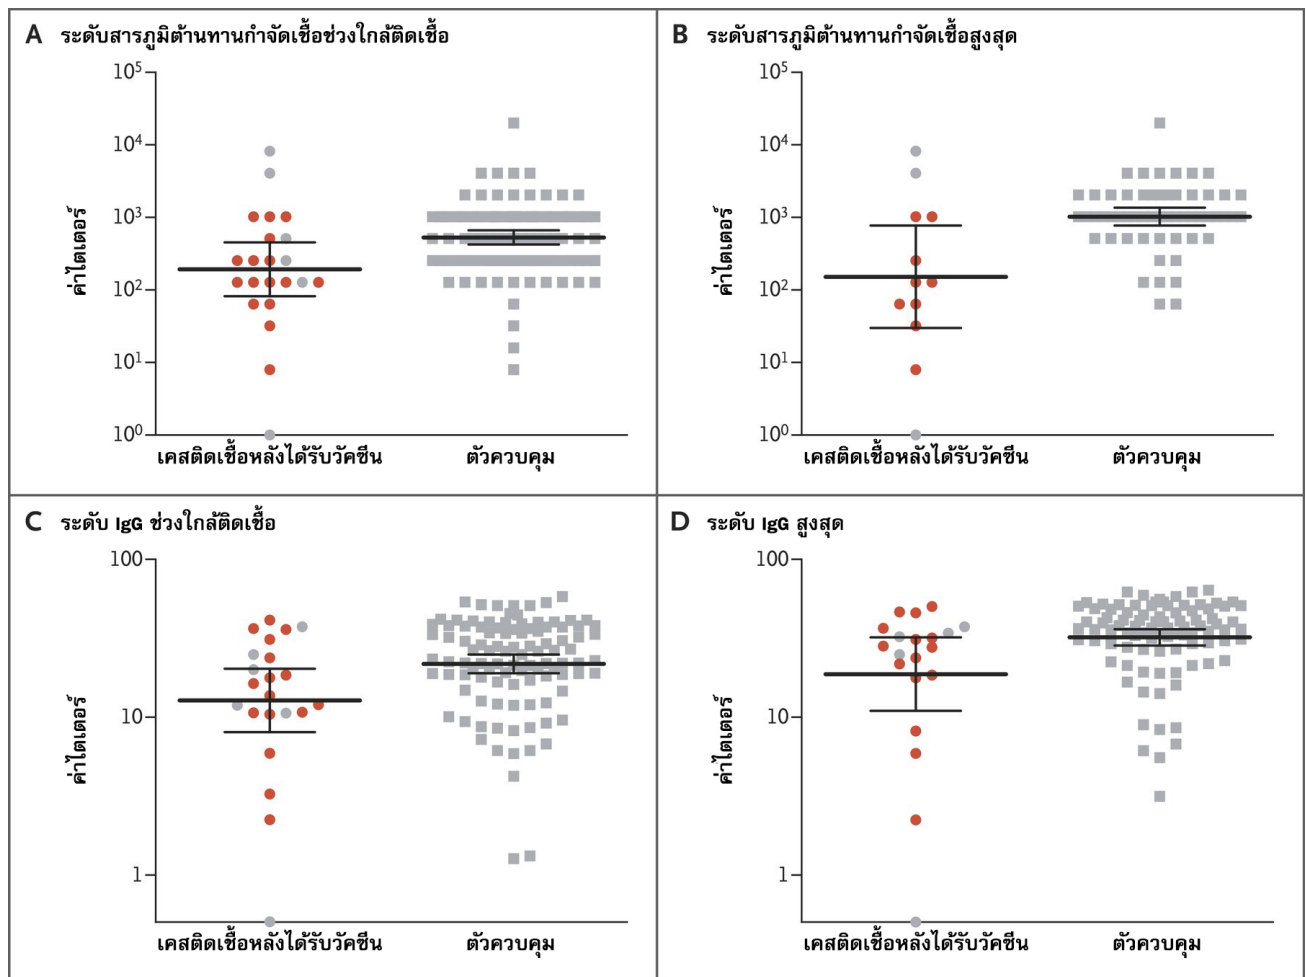 A ระดับสารภูมิต้านทานกำจัดเชื้อช่วงใกล้ติดเชื้อ
10⁵
10⁴
10³
10²
10¹
10⁰
ค่าไตเตอร์
เคสติดเชื้อหลังได้รับวัคซีน
ตัวควบคุม
B ระดับสารภูมิต้านทานกำจัดเชื้อสูงสุด
10⁵
10⁴
10³
10²
10¹
10⁰
ค่าไตเตอร์
เคสติดเชื้อหลังได้รับวัคซีน
ตัวควบคุม
C ระดับ IgG ช่วงใกล้ติดเชื้อ
100
10
1
ค่าไตเตอร์
เคสติดเชื้อหลังได้รับวัคซีน
ตัวควบคุม
D ระดับ IgG สูงสุด
100
10
1
ค่าไตเตอร์
เคสติดเชื้อหลังได้รับวัคซีน
ตัวควบคุม